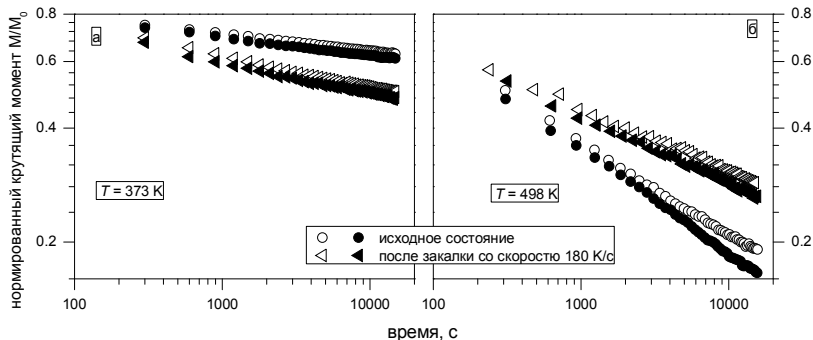 0.8
0.8
а
б
0.6
0.6
0.4
0.4
0.2
0.2
нормированный крутящий момент M/M0
T = 373 K
T = 498 K
исходное состояние
после закалки со скоростью 180 K/c
100
1000
10000
100
1000
10000
время, с